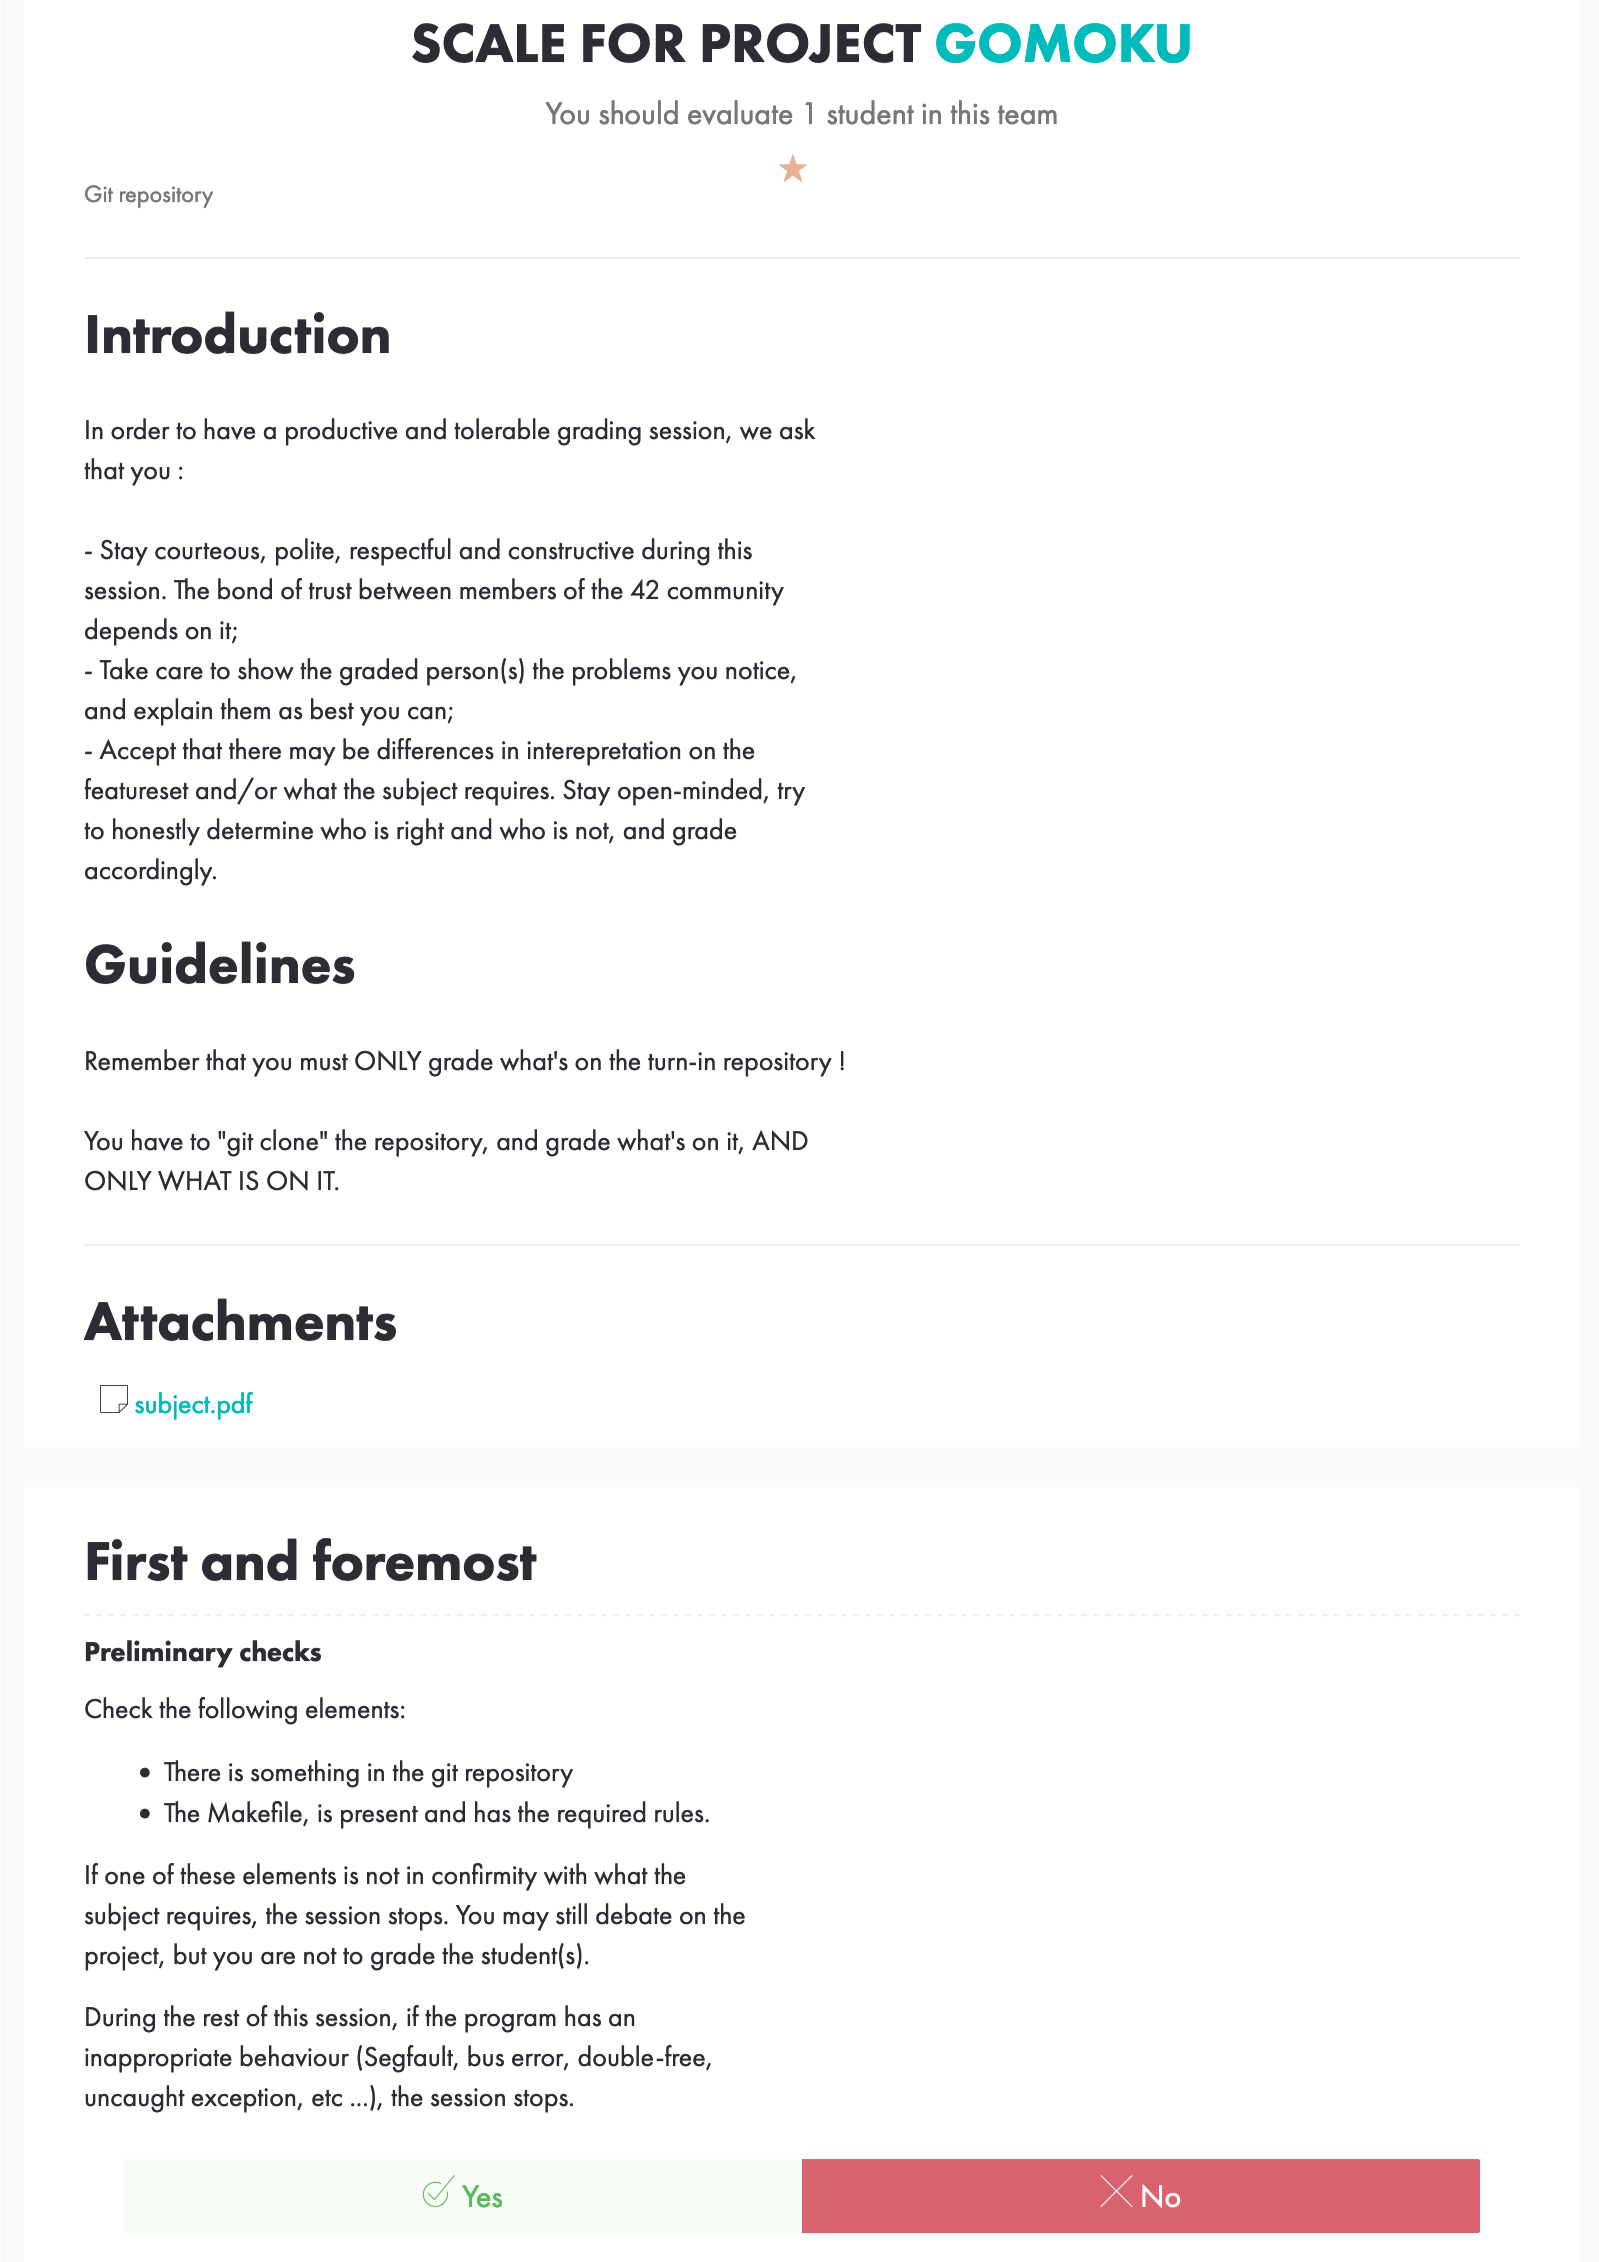 SCALE FOR PROJECT GOMOKU
You should evaluate 1 student in this team
Git repository
Introduction
In order to have a productive and tolerable grading session, we ask
that you :
- Stay courteous, polite, respectful and constructive during this
session. The bond of trust between members of the 42 community
depends on it;
- Take care to show the graded person(s) the problems you notice,
and explain them as best you can;
- Accept that there may be differences in interepretation on the
featureset and/or what the subject requires. Stay open-minded, try
to honestly determine who is right and who is not, and grade
accordingly.
Guidelines
Remember that you must ONLY grade what's on the turn-in repository !
You have to "git clone" the repository, and grade what's on it, AND
ONLY WHAT IS ON IT.
Attachments
subject.pdf
First and foremost
Preliminary checks
Check the following elements:
• There is something in the git repository
• The Makefile, is present and has the required rules.
If one of these elements is not in confirmity with what the
subject requires, the session stops. You may still debate on the
project, but you are not to grade the student(s).
During the rest of this session, if the program has an
inappropriate behaviour (Segfault, bus error, double-free,
uncaught exception, etc ...), the session stops.
Yes
No